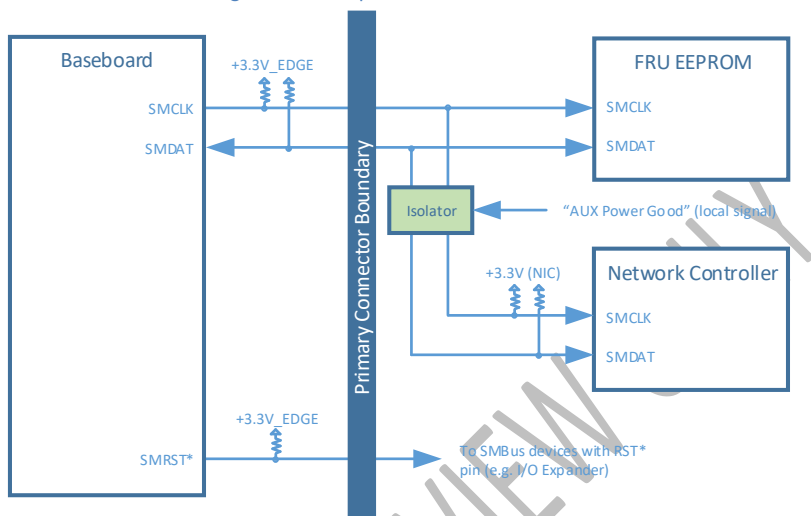 Baseboard
+3.3V_EDGE
FRU EEPROM
SMCLK
SMCLK
SMDAT
SMDAT
Primary Connector Boundary
Isolator
"AUX Power Good" (local signal)
+3.3V (NIC)
Network Controller
SMCLK
SMDAT
+3.3V_EDGE
SMRST*
To SMBus devices with RST*
pin (e.g. I/O Expander)